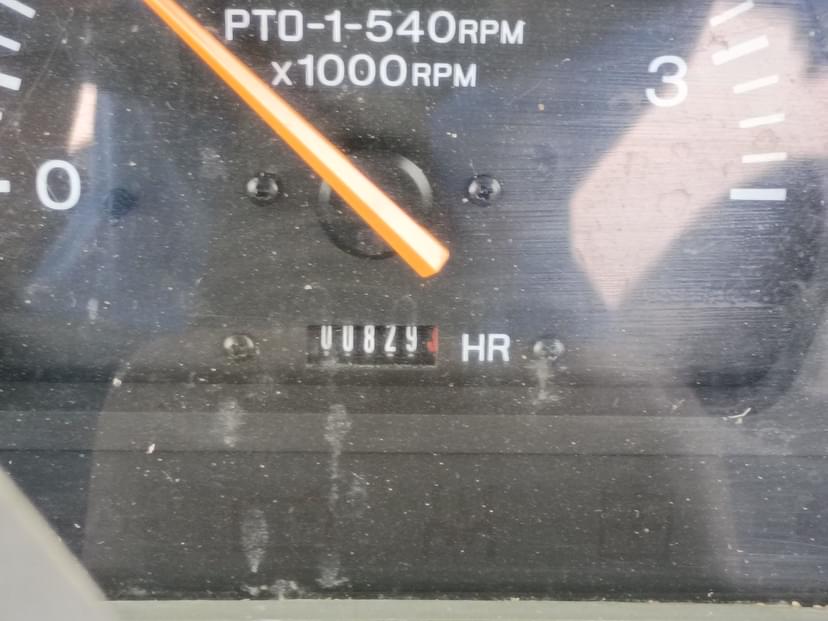 PTO-1-540RPM
x1000RPM
3
0
00829 HR